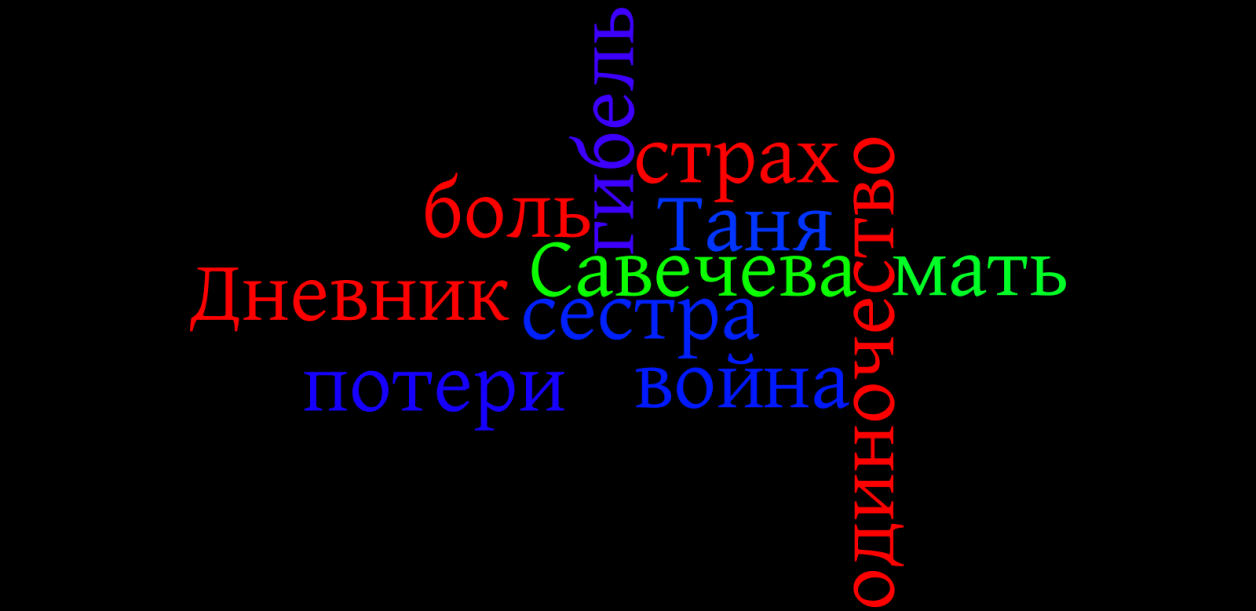 гибель
страх
одиночество
боль
Таня
Савечева
мать
Дневник
сестра
потери
война